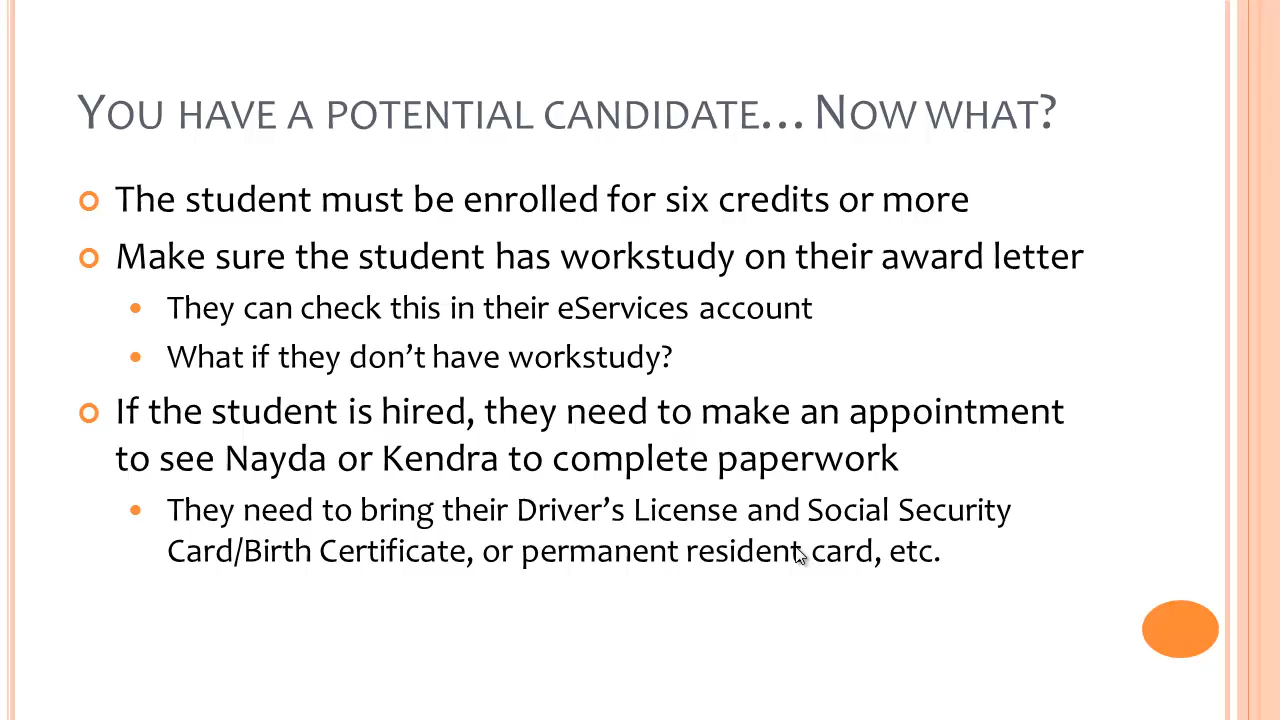 You have a potential candidate… Now what?
The student must be enrolled for six credits or more
Make sure the student has workstudy on their award letter
They can check this in their eServices account
What if they don’t have workstudy?
If the student is hired, they need to make an appointment
to see Nayda or Kendra to complete paperwork
They need to bring their Driver’s License and Social Security
Card/Birth Certificate, or permanent resident card, etc.